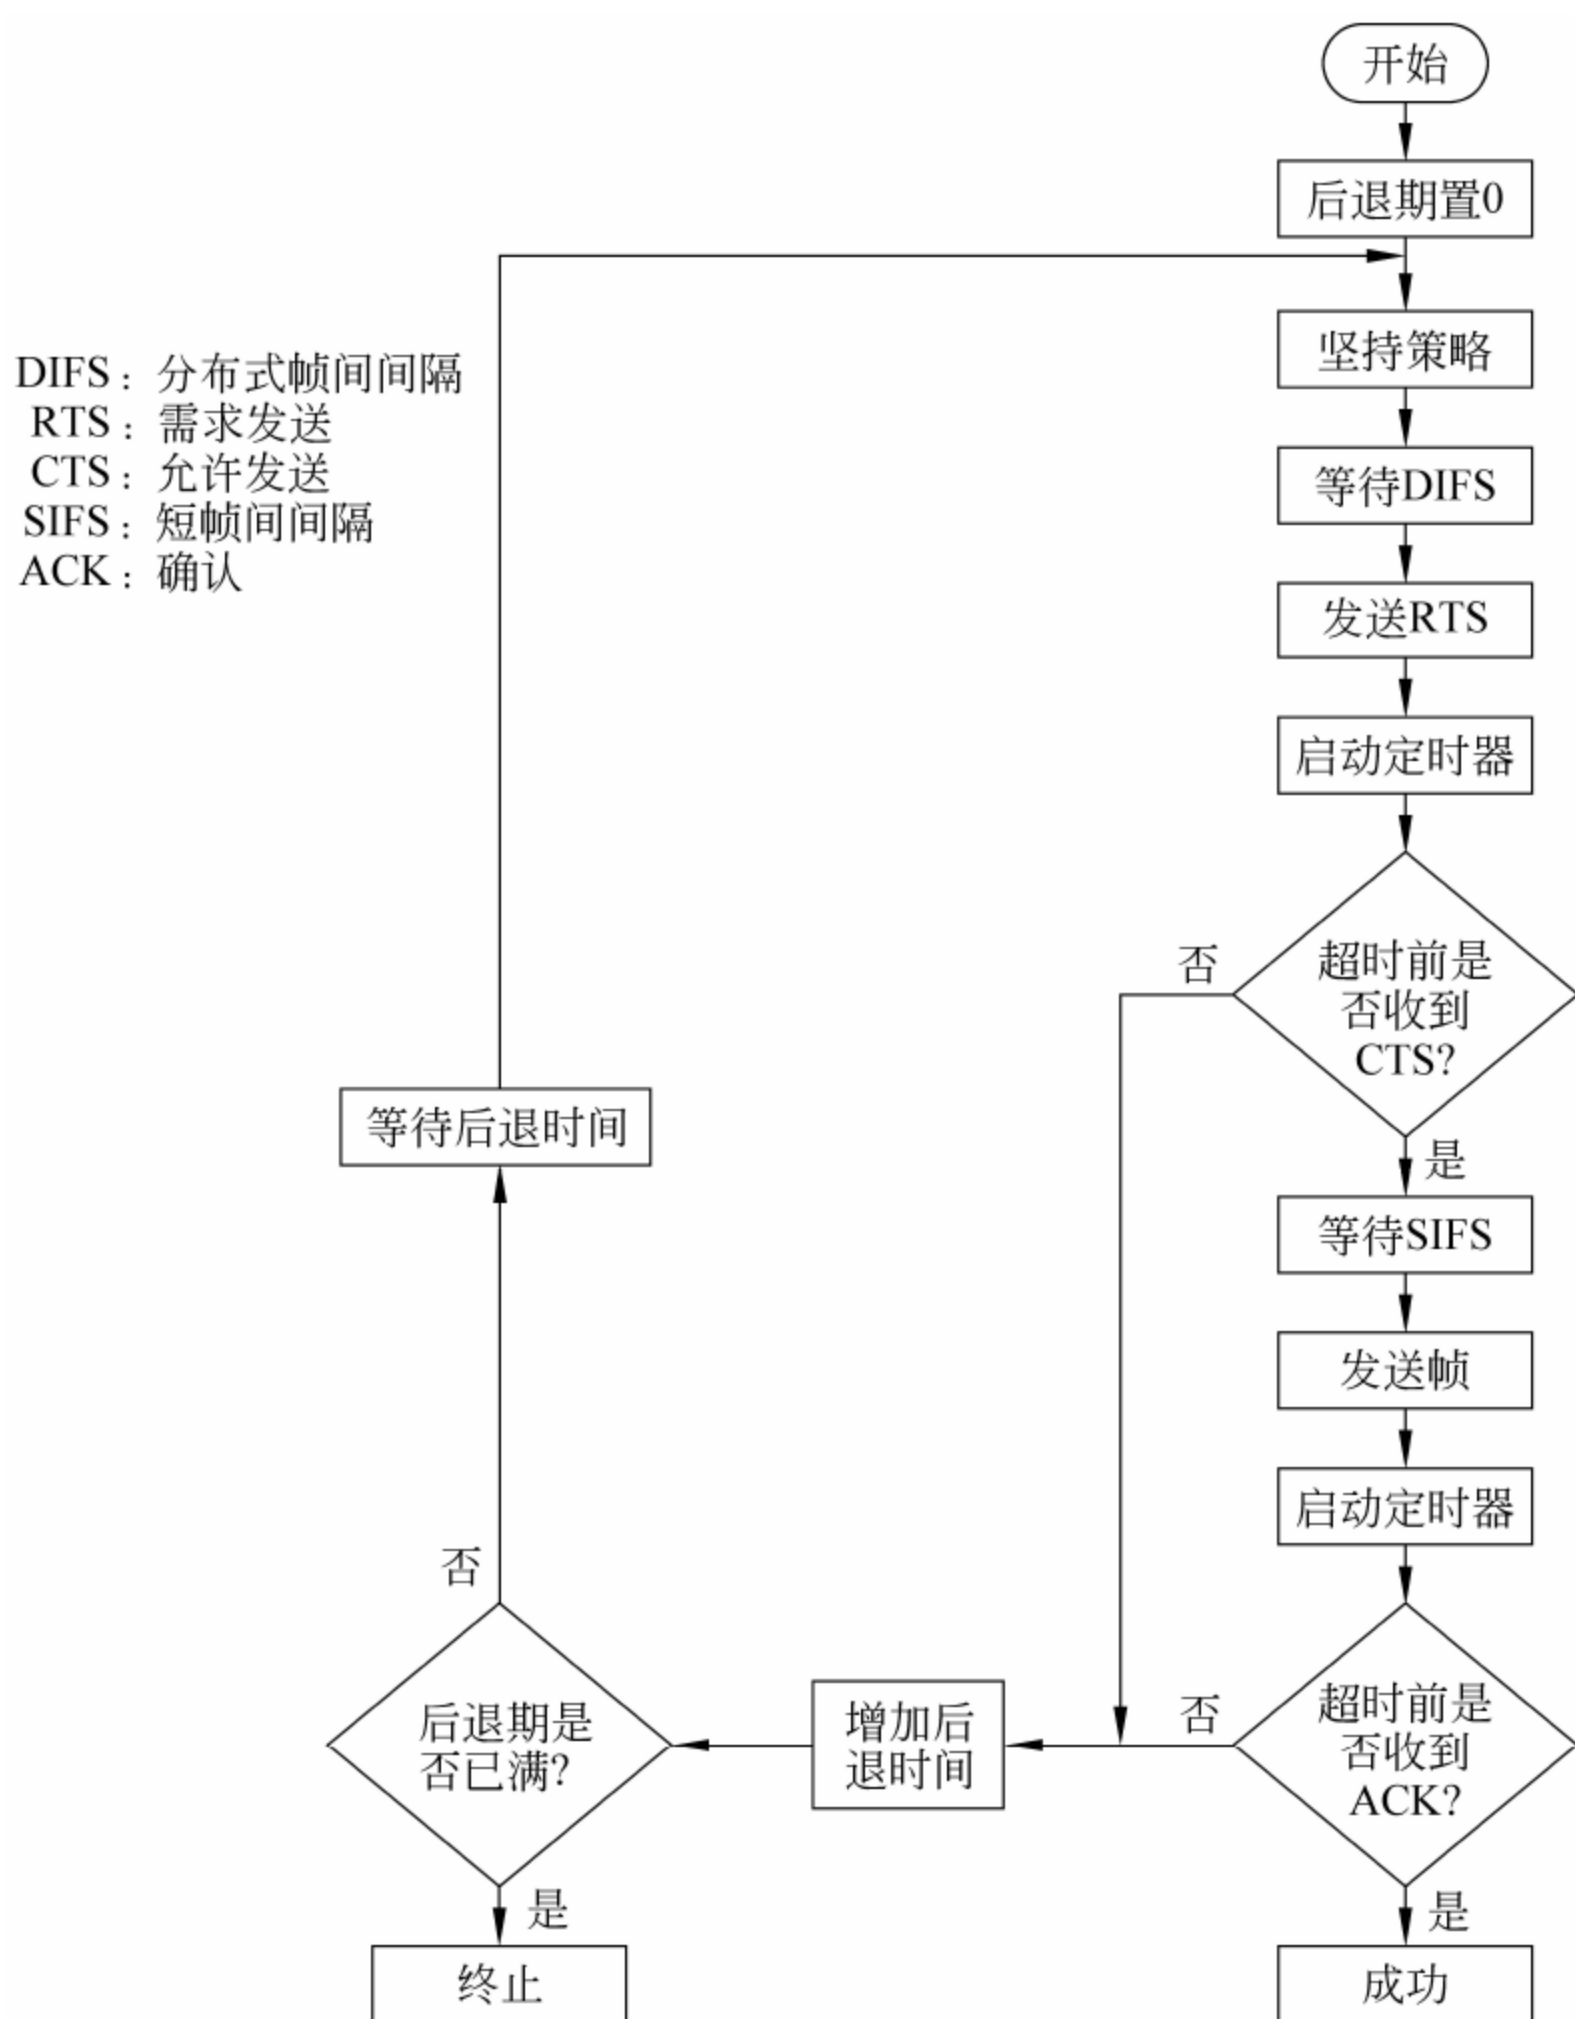 开始
后退期置0
坚持策略
DIFS：分布式帧间间隔
RTS：需求发送
CTS：允许发送
SIFS：短帧间间隔
ACK：确认
等待DIFS
发送RTS
启动定时器
否
超时前是
否收到
CTS?
等待后退时间
是
等待SIFS
发送帧
启动定时器
否
后退期是
否已满?
增加后
退时间
否
超时前是
否收到
ACK?
是
是
终止
成功